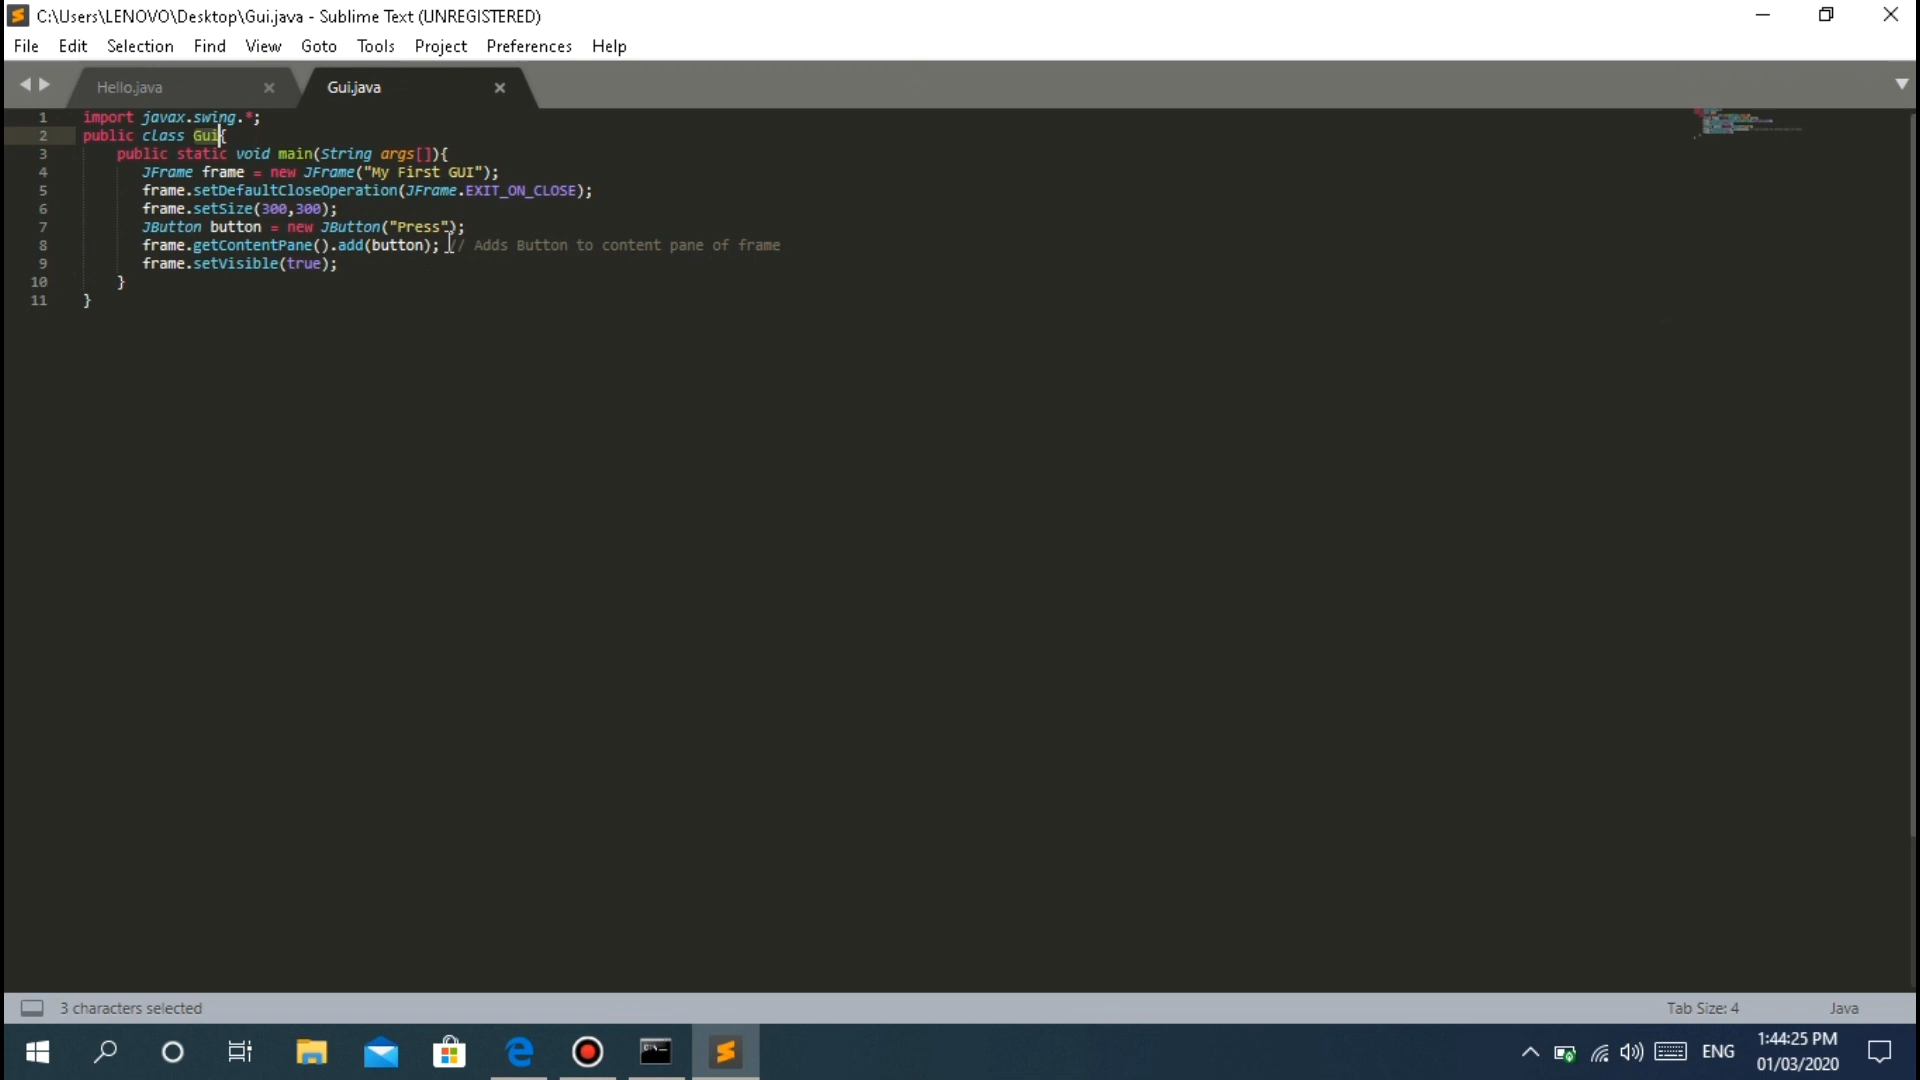 C:\Users\LENOVO\Desktop\Gui.java - Sublime Text (UNREGISTERED)
File Edit Selection Find View Goto Tools Project Preferences Help
Hello.java Gui.java
1 import javax.swing.*;
2 public class Gui{
3 public static void main(String args[]){
4 JFrame frame = new JFrame("My First GUI");
5 frame.setDefaultCloseOperation(JFrame.EXIT_ON_CLOSE);
6 frame.setSize(300,300);
7 JButton button = new JButton("Press");
8 frame.getContentPane().add(button); // Adds Button to content pane of frame
9 frame.setVisible(true);
10 }
11 }
3 characters selected Tab Size: 4 Java
ENG 1:44:25 PM
01/03/2020